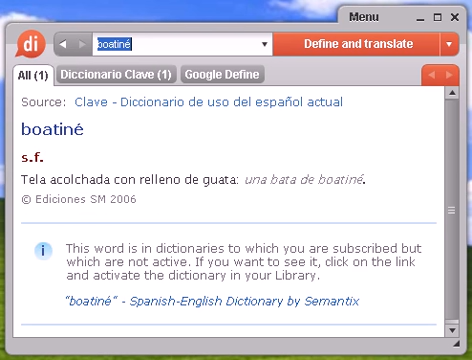 Menu
di
boatiné
Define and translate
All (1)
Diccionario Clave (1)
Google Define
Source: Clave - Diccionario de uso del español actual
boatiné
s.f.
Tela acolchada con relleno de guata: una bata de boatiné.
© Ediciones SM 2006
i
This word is in dictionaries to which you are subscribed but
which are not active. If you want to see it, click on the link
and activate the dictionary in your Library.
"boatiné" - Spanish-English Dictionary by Semantix